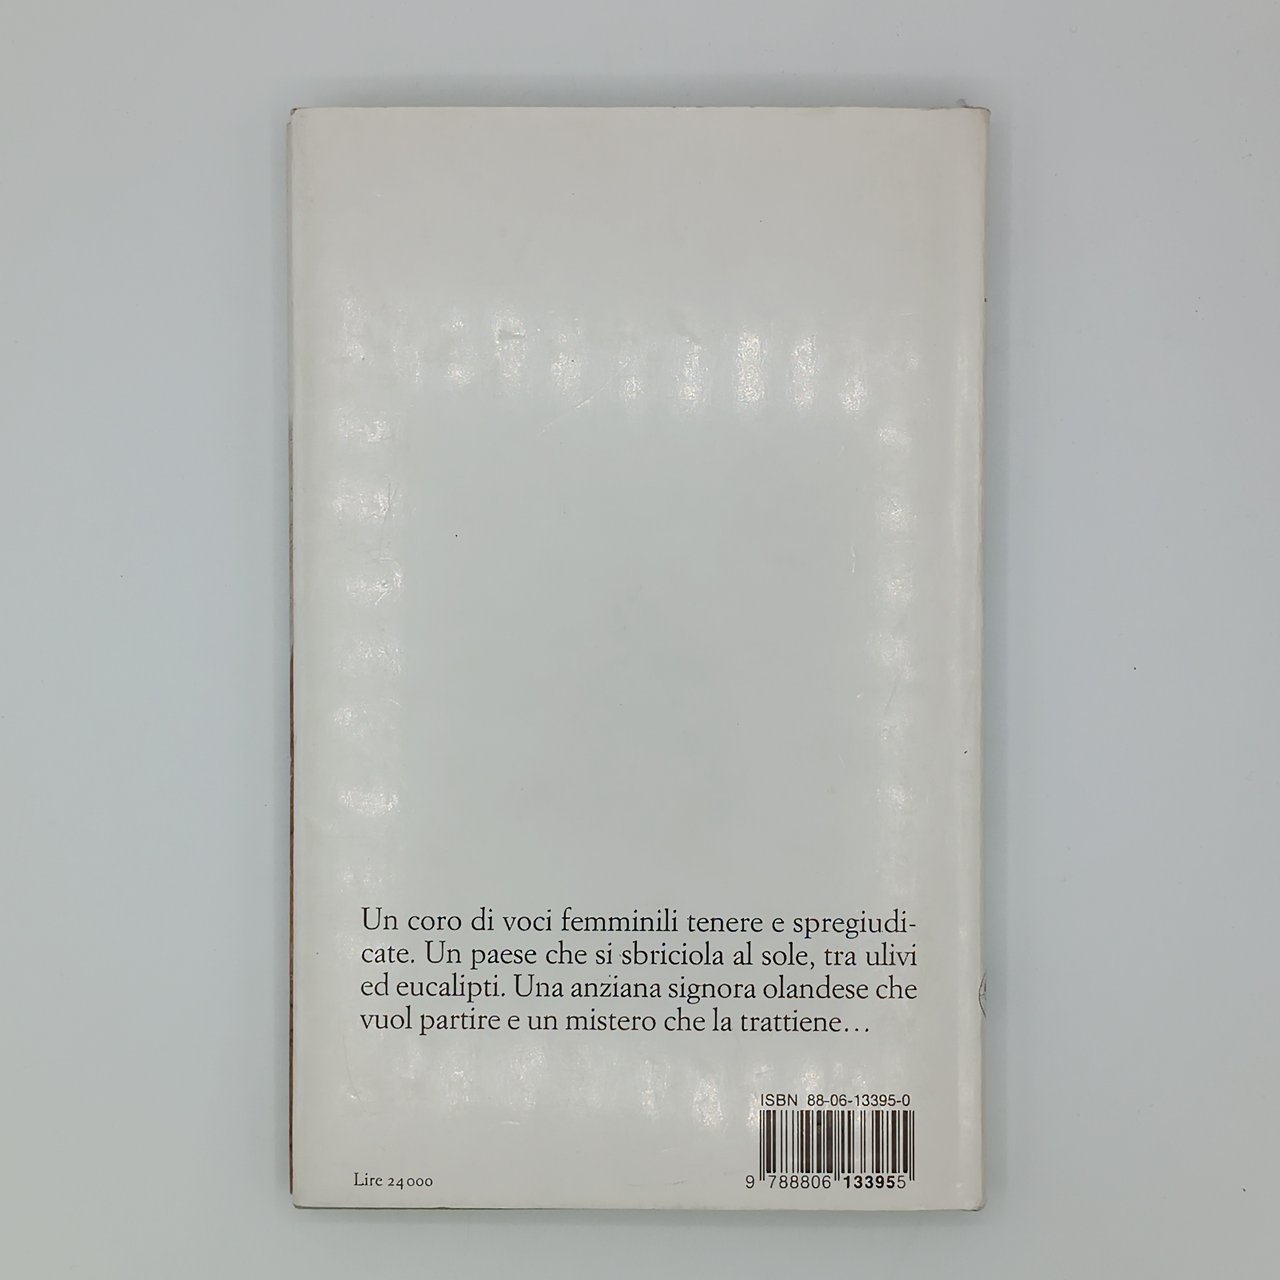 Un coro di voci femminili tenere e spregiudi-
cate. Un paese che si sbriciola al sole, tra ulivi
ed eucalipti. Una anziana signora olandese che
vuol partire e un mistero che la trattiene...
ISBN 88-06-13395-0
9 788806 133955
Lire 24 000